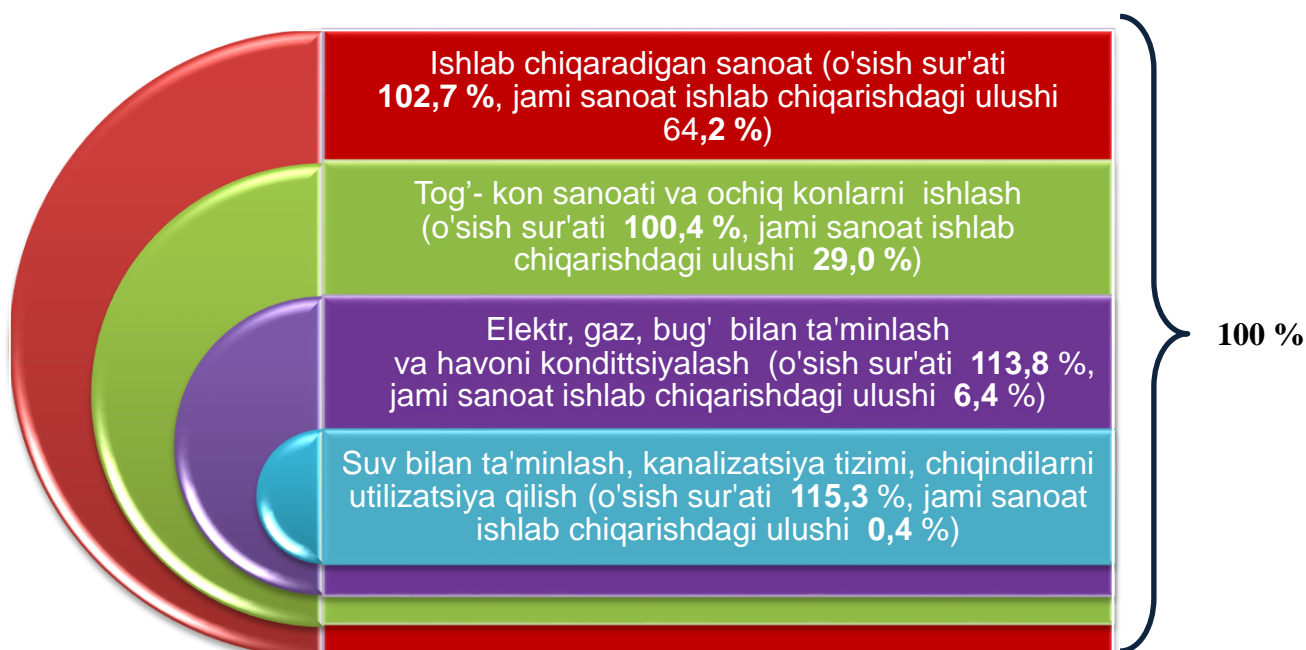 Ishlab chiqaradigan sanoat (o'sish sur'ati
102,7 %, jami sanoat ishlab chiqarishdagi ulushi
64,2 %)
Tog’- kon sanoati va ochiq konlarni ishlash
(o'sish sur'ati 100,4 %, jami sanoat ishlab
chiqarishdagi ulushi 29,0 %)
Elektr, gaz, bug' bilan ta'minlash
va havoni kondittsiyalash (o'sish sur'ati 113,8 %,
jami sanoat ishlab chiqarishdagi ulushi 6,4 %)
Suv bilan ta'minlash, kanalizatsiya tizimi, chiqindilarni
utilizatsiya qilish (o'sish sur'ati 115,3 %, jami sanoat
ishlab chiqarishdagi ulushi 0,4 %)
100 %